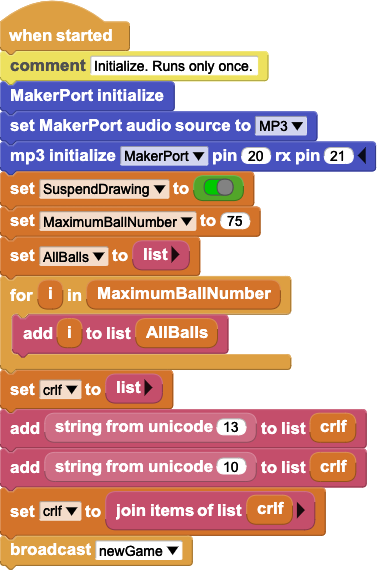 when started
comment Initialize. Runs only once.
MakerPort initialize
set MakerPort audio source to MP3
mp3 initialize MakerPort pin 20 rx pin 21
set SuspendDrawing to
set MaximumBallNumber to 75
set AllBalls to list
for i in MaximumBallNumber
add i to list AllBalls
set crlf to list
add string from unicode 13 to list crlf
add string from unicode 10 to list crlf
set crlf to join items of list crlf
broadcast newGame